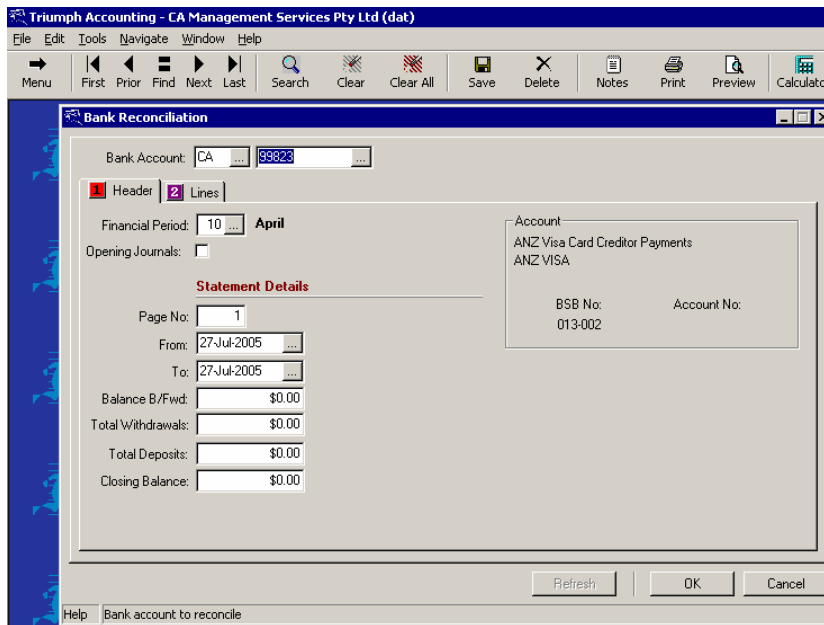 Triumph Accounting - CA Management Services Pty Ltd (dat)
File Edit Tools Navigate Window Help
Menu First Prior Find Next Last Search Clear Clear All Save Delete Notes Print Preview Calculato
Bank Reconciliation
Bank Account: CA ... 99823 ...
1 Header 2 Lines
Financial Period: 10 ... April
Account
ANZ Visa Card Creditor Payments
Opening Journals:
ANZ VISA
Statement Details
BSB No: Account No:
Page No: 1
013-002
From: 27-Jul-2005 ...
To: 27-Jul-2005 ...
Balance B/Fwd: $0.00
Total Withdrawals: $0.00
Total Deposits: $0.00
Closing Balance: $0.00
Refresh OK Cancel
Help Bank account to reconcile